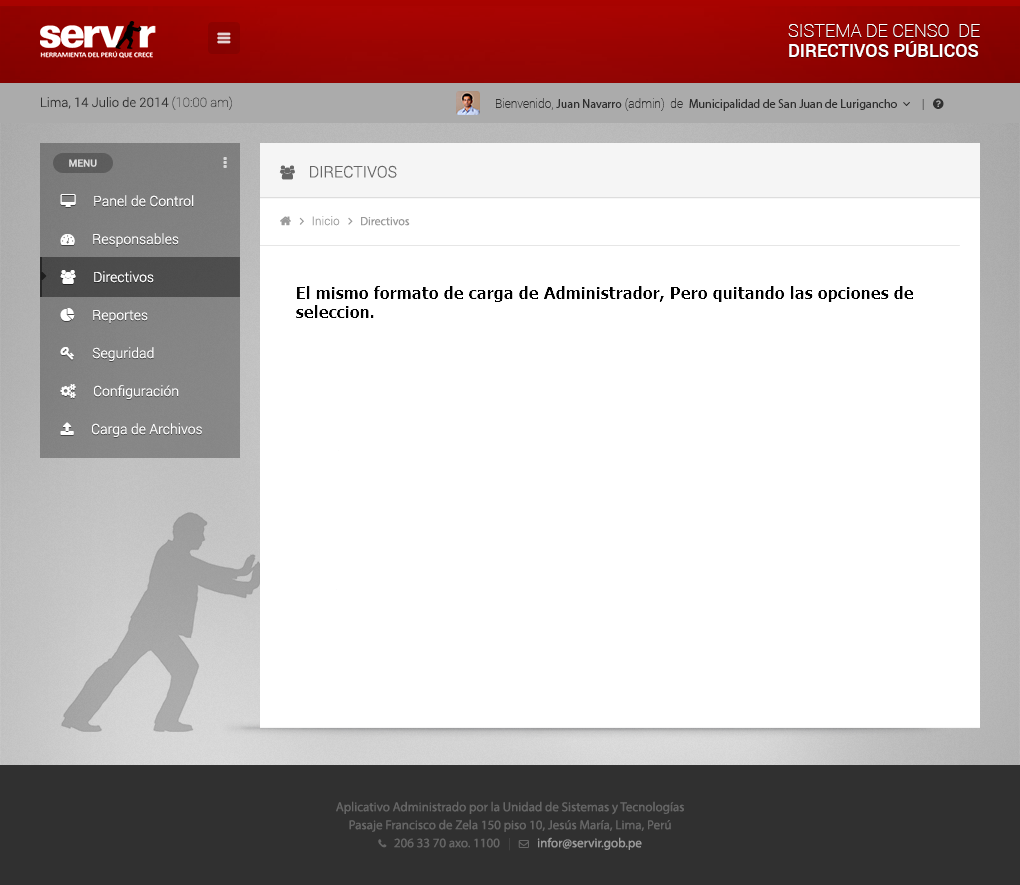 servir
HERRAMIENTA DEL PERÚ QUE CRECE
SISTEMA DE CENSO DE
DIRECTIVOS PÚBLICOS
Lima, 14 Julio de 2014 (10:00 am)
Bienvenido, Juan Navarro (admin) de Municipalidad de San Juan de Lurigancho |
MENU
Panel de Control
Responsables
Directivos
Reportes
Seguridad
Configuración
Carga de Archivos
DIRECTIVOS
Inicio > Directivos
El mismo formato de carga de Administrador, Pero quitando las opciones de
seleccion.
Aplicativo Administrado por la Unidad de Sistemas y Tecnologías
Pasaje Francisco de Zela 150 piso 10, Jesús María, Lima, Perú
206 33 70 axo. 1100 | infor@servir.gob.pe